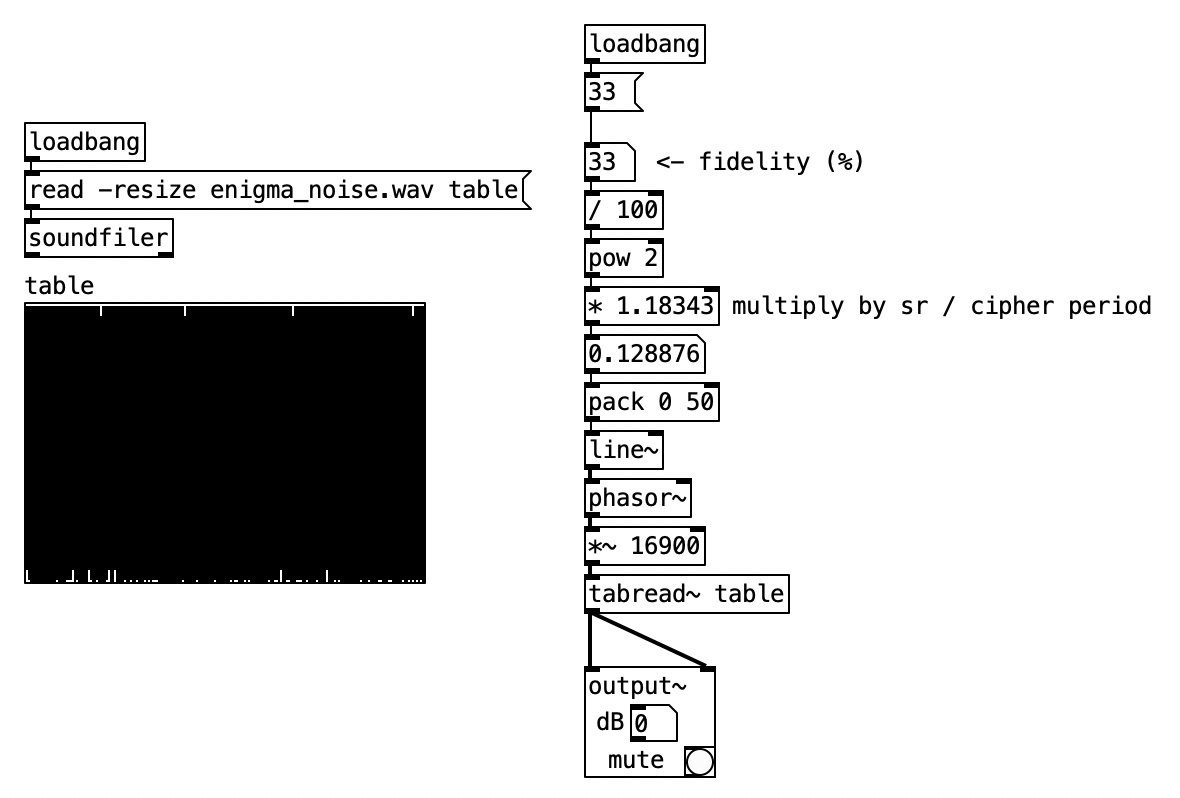 loadbang
read -resize enigma_noise.wav table
soundfiler
table
loadbang
33
33 <- fidelity (%)
/ 100
pow 2
* 1.18343 multiply by sr / cipher period
0.128876
pack 0 50
line~
phasor~
*~ 16900
tabread~ table
output~
dB 0
mute